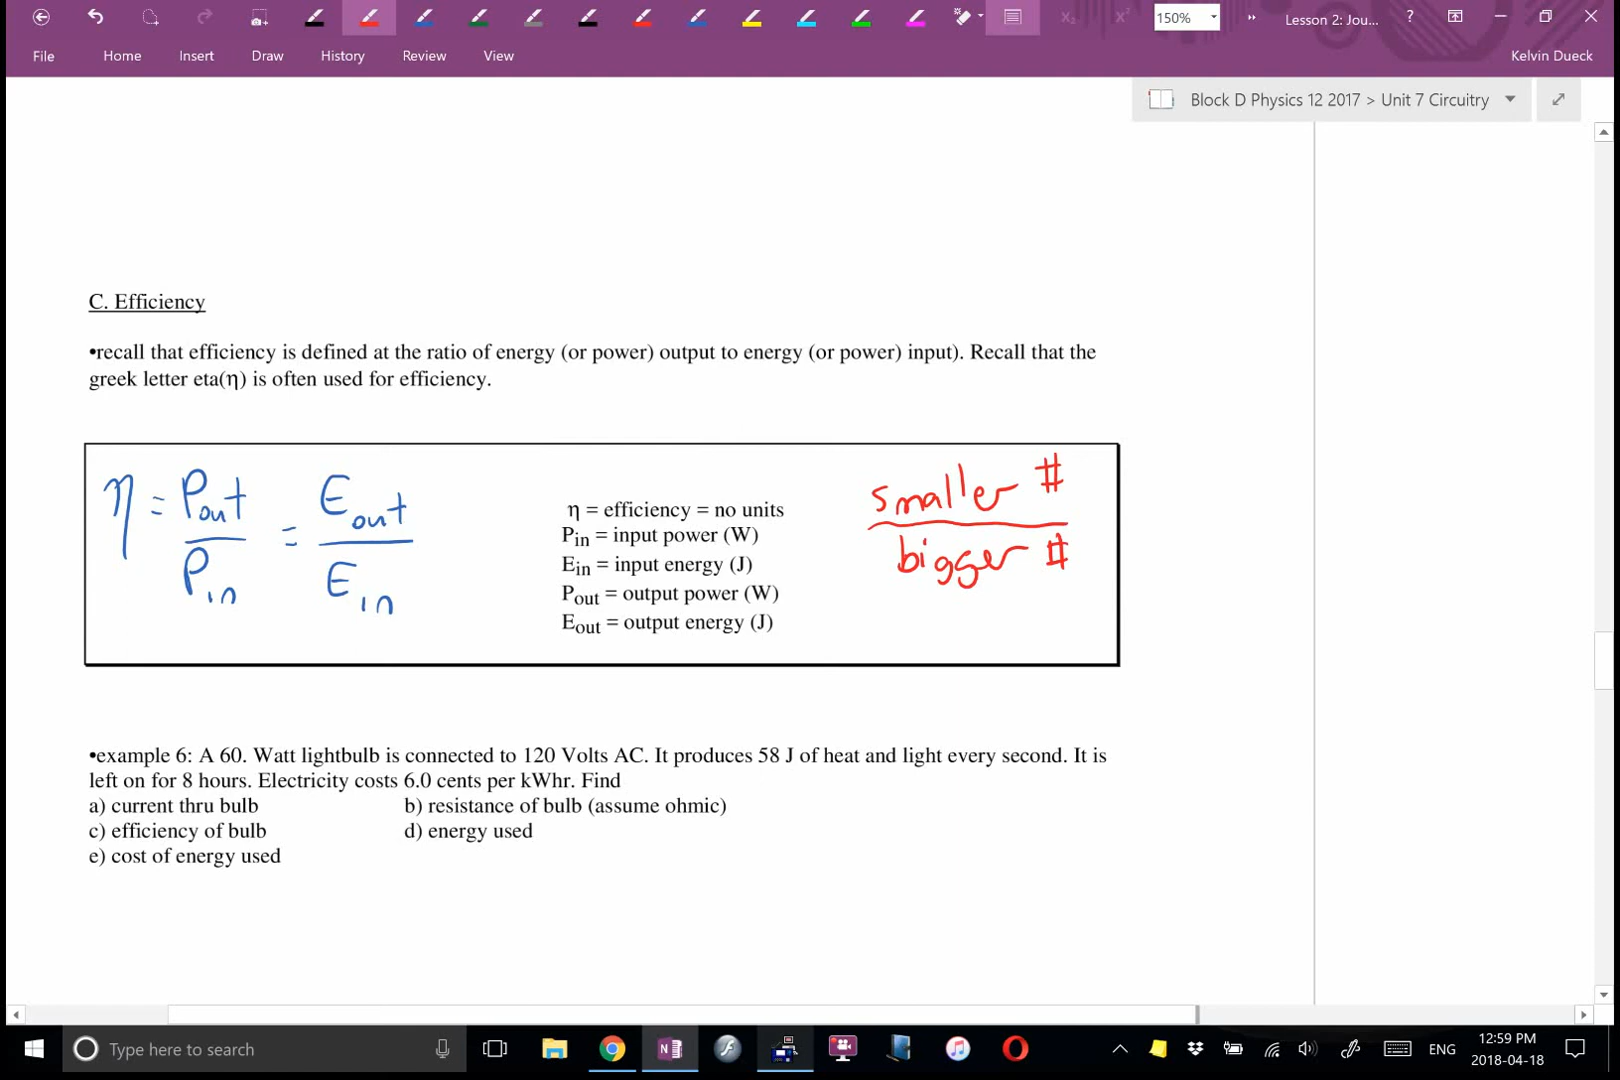 150%
Lesson 2: Jou...
?
File Home Insert Draw History Review View
Kelvin Dueck
Block D Physics 12 2017 > Unit 7 Circuitry
C. Efficiency
•recall that efficiency is defined at the ratio of energy (or power) output to energy (or power) input). Recall that the
greek letter eta(η) is often used for efficiency.
η = Pout / Pin = Eout / Ein
η = efficiency = no units
Pin = input power (W)
Ein = input energy (J)
Pout = output power (W)
Eout = output energy (J)
smaller #
bigger #
•example 6: A 60. Watt lightbulb is connected to 120 Volts AC. It produces 58 J of heat and light every second. It is
left on for 8 hours. Electricity costs 6.0 cents per kWhr. Find
a) current thru bulb b) resistance of bulb (assume ohmic)
c) efficiency of bulb d) energy used
e) cost of energy used
Type here to search
ENG
12:59 PM
2018-04-18